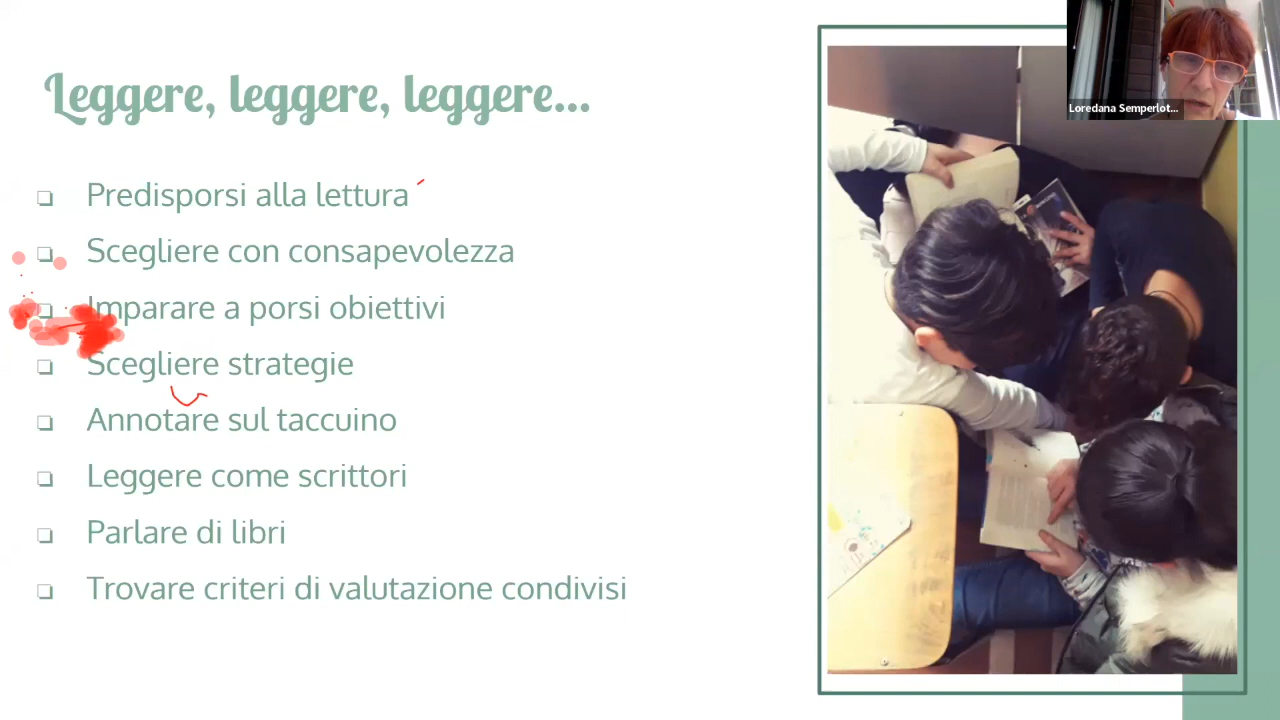 Leggere, leggere, leggere...
Loredana Semperlot...
Predisporsi alla lettura
Scegliere con consapevolezza
Imparare a porsi obiettivi
Scegliere strategie
Annotare sul taccuino
Leggere come scrittori
Parlare di libri
Trovare criteri di valutazione condivisi